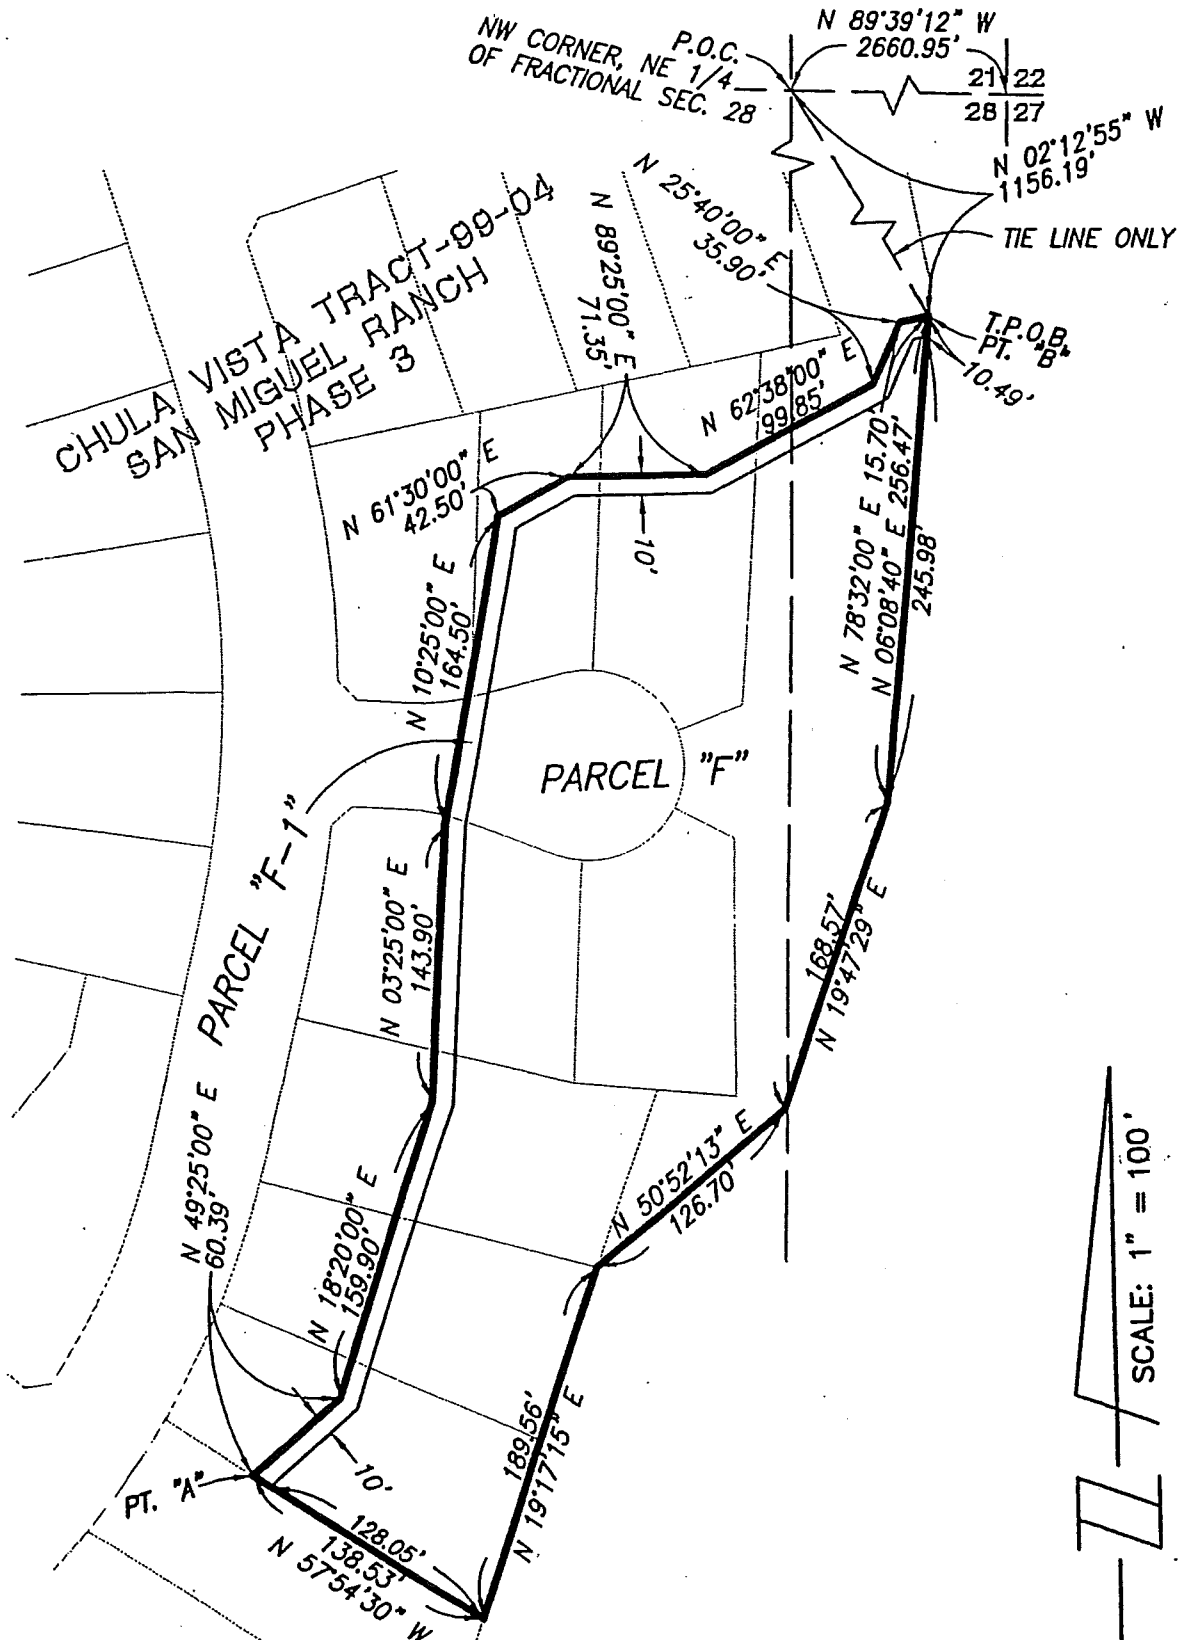 N 89°39'12" W
2660.95'
P.O.C.
NW CORNER, NE 1/4
OF FRACTIONAL SEC. 28
21 22
28 27
N 02°12'55" W
1156.19'
TIE LINE ONLY
N 25°40'00" E
35.90'
N 89°25'00" E
71.35'
CHULA VISTA TRACT-99-04
SAN MIGUEL RANCH
PHASE 3
T.P.O.B.
PT. "B"
10.49'
N 62°38'00" E
99.85'
N 61°30'00" E
42.50'
10'
N 78°32'00" E 15.70'
N 06°08'40" E 256.47'
245.98'
N 10°25'00" E
164.50'
PARCEL "F"
PARCEL "F-1"
N 03°25'00" E
143.90'
168.57'
N 19°47'29" E
N 49°25'00" E
60.39'
N 18°20'00" E
159.90'
N 50°52'13" E
126.70'
189.56'
N 19°17'15" E
PT. "A"
10'
128.05'
138.53'
N 57°54'30" W
SCALE: 1" = 100'